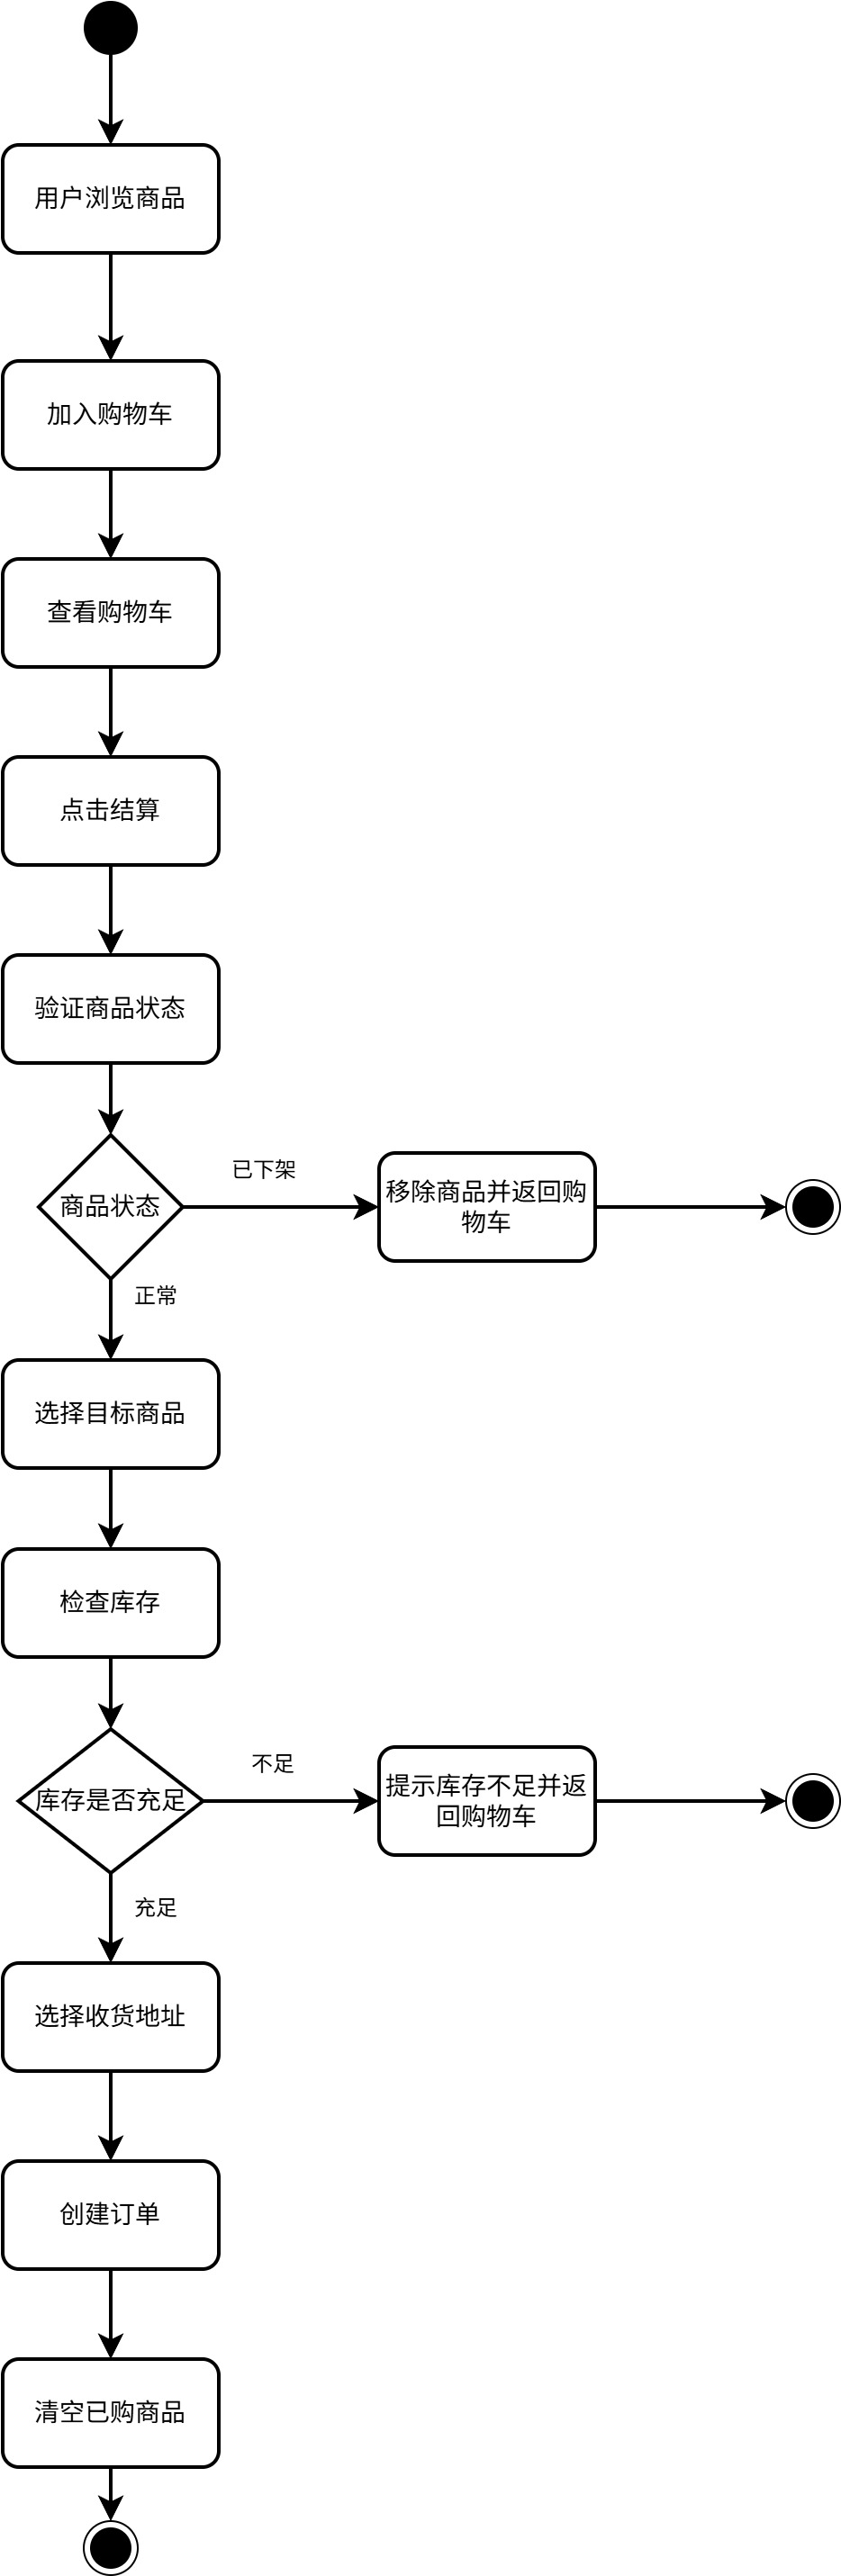 用户浏览商品
加入购物车
查看购物车
点击结算
验证商品状态
商品状态
已下架
移除商品并返回购
物车
正常
选择目标商品
检查库存
库存是否充足
不足
提示库存不足并返
回购物车
充足
选择收货地址
创建订单
清空已购商品